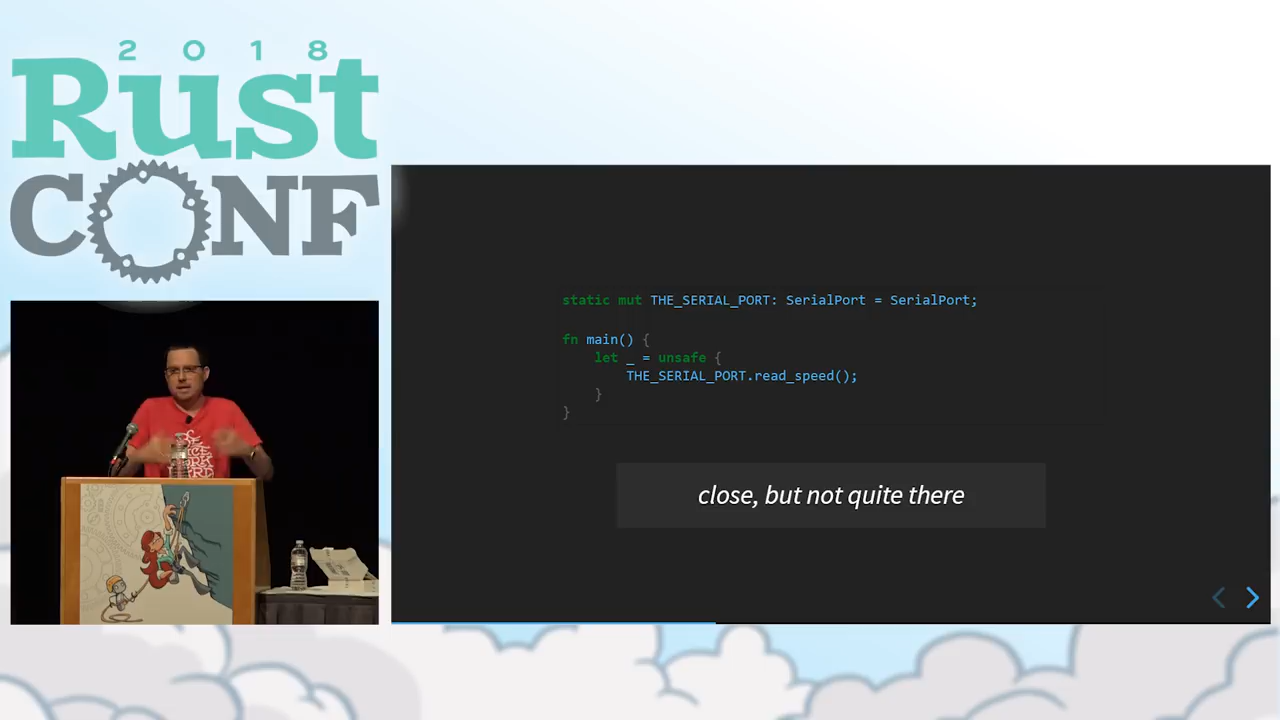 2018
Rust
CONF
static mut THE_SERIAL_PORT: SerialPort = SerialPort;
fn main() {
let _ = unsafe {
THE_SERIAL_PORT.read_speed();
}
}
close, but not quite there